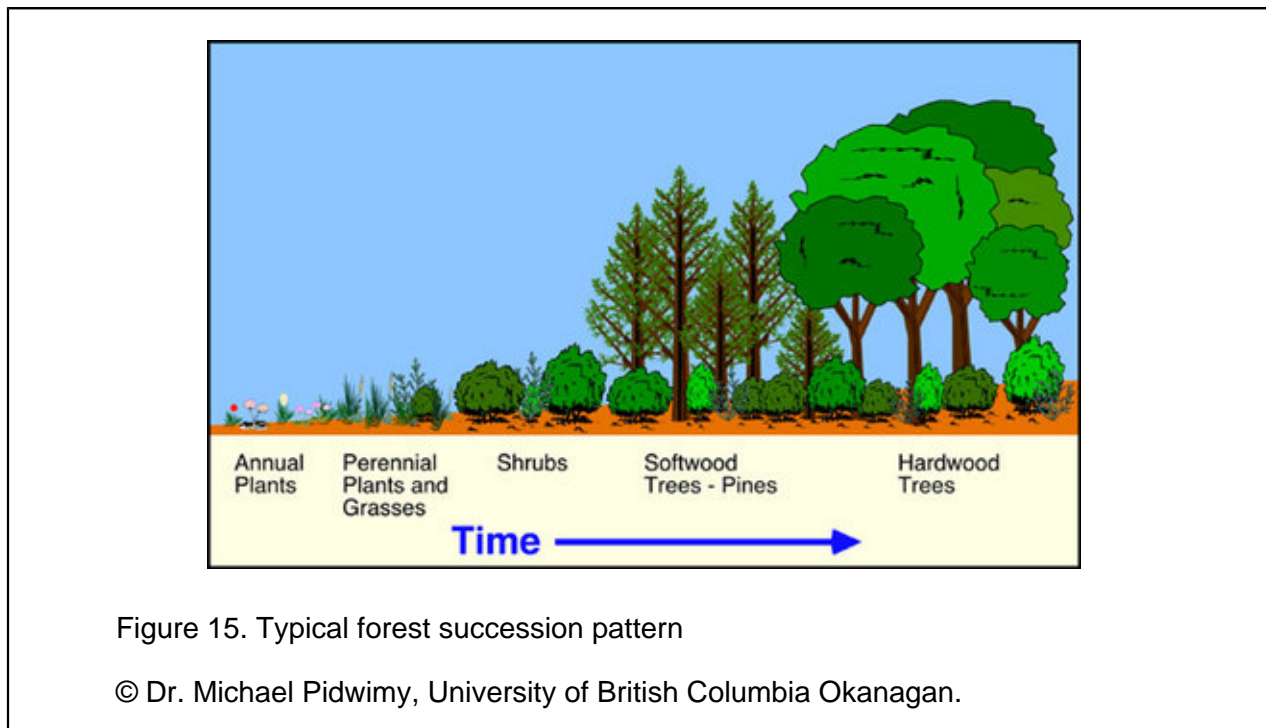 Annual
Plants
Perennial
Plants and
Grasses
Shrubs
Softwood
Trees - Pines
Hardwood
Trees
Time
Figure 15. Typical forest succession pattern
© Dr. Michael Pidwimy, University of British Columbia Okanagan.